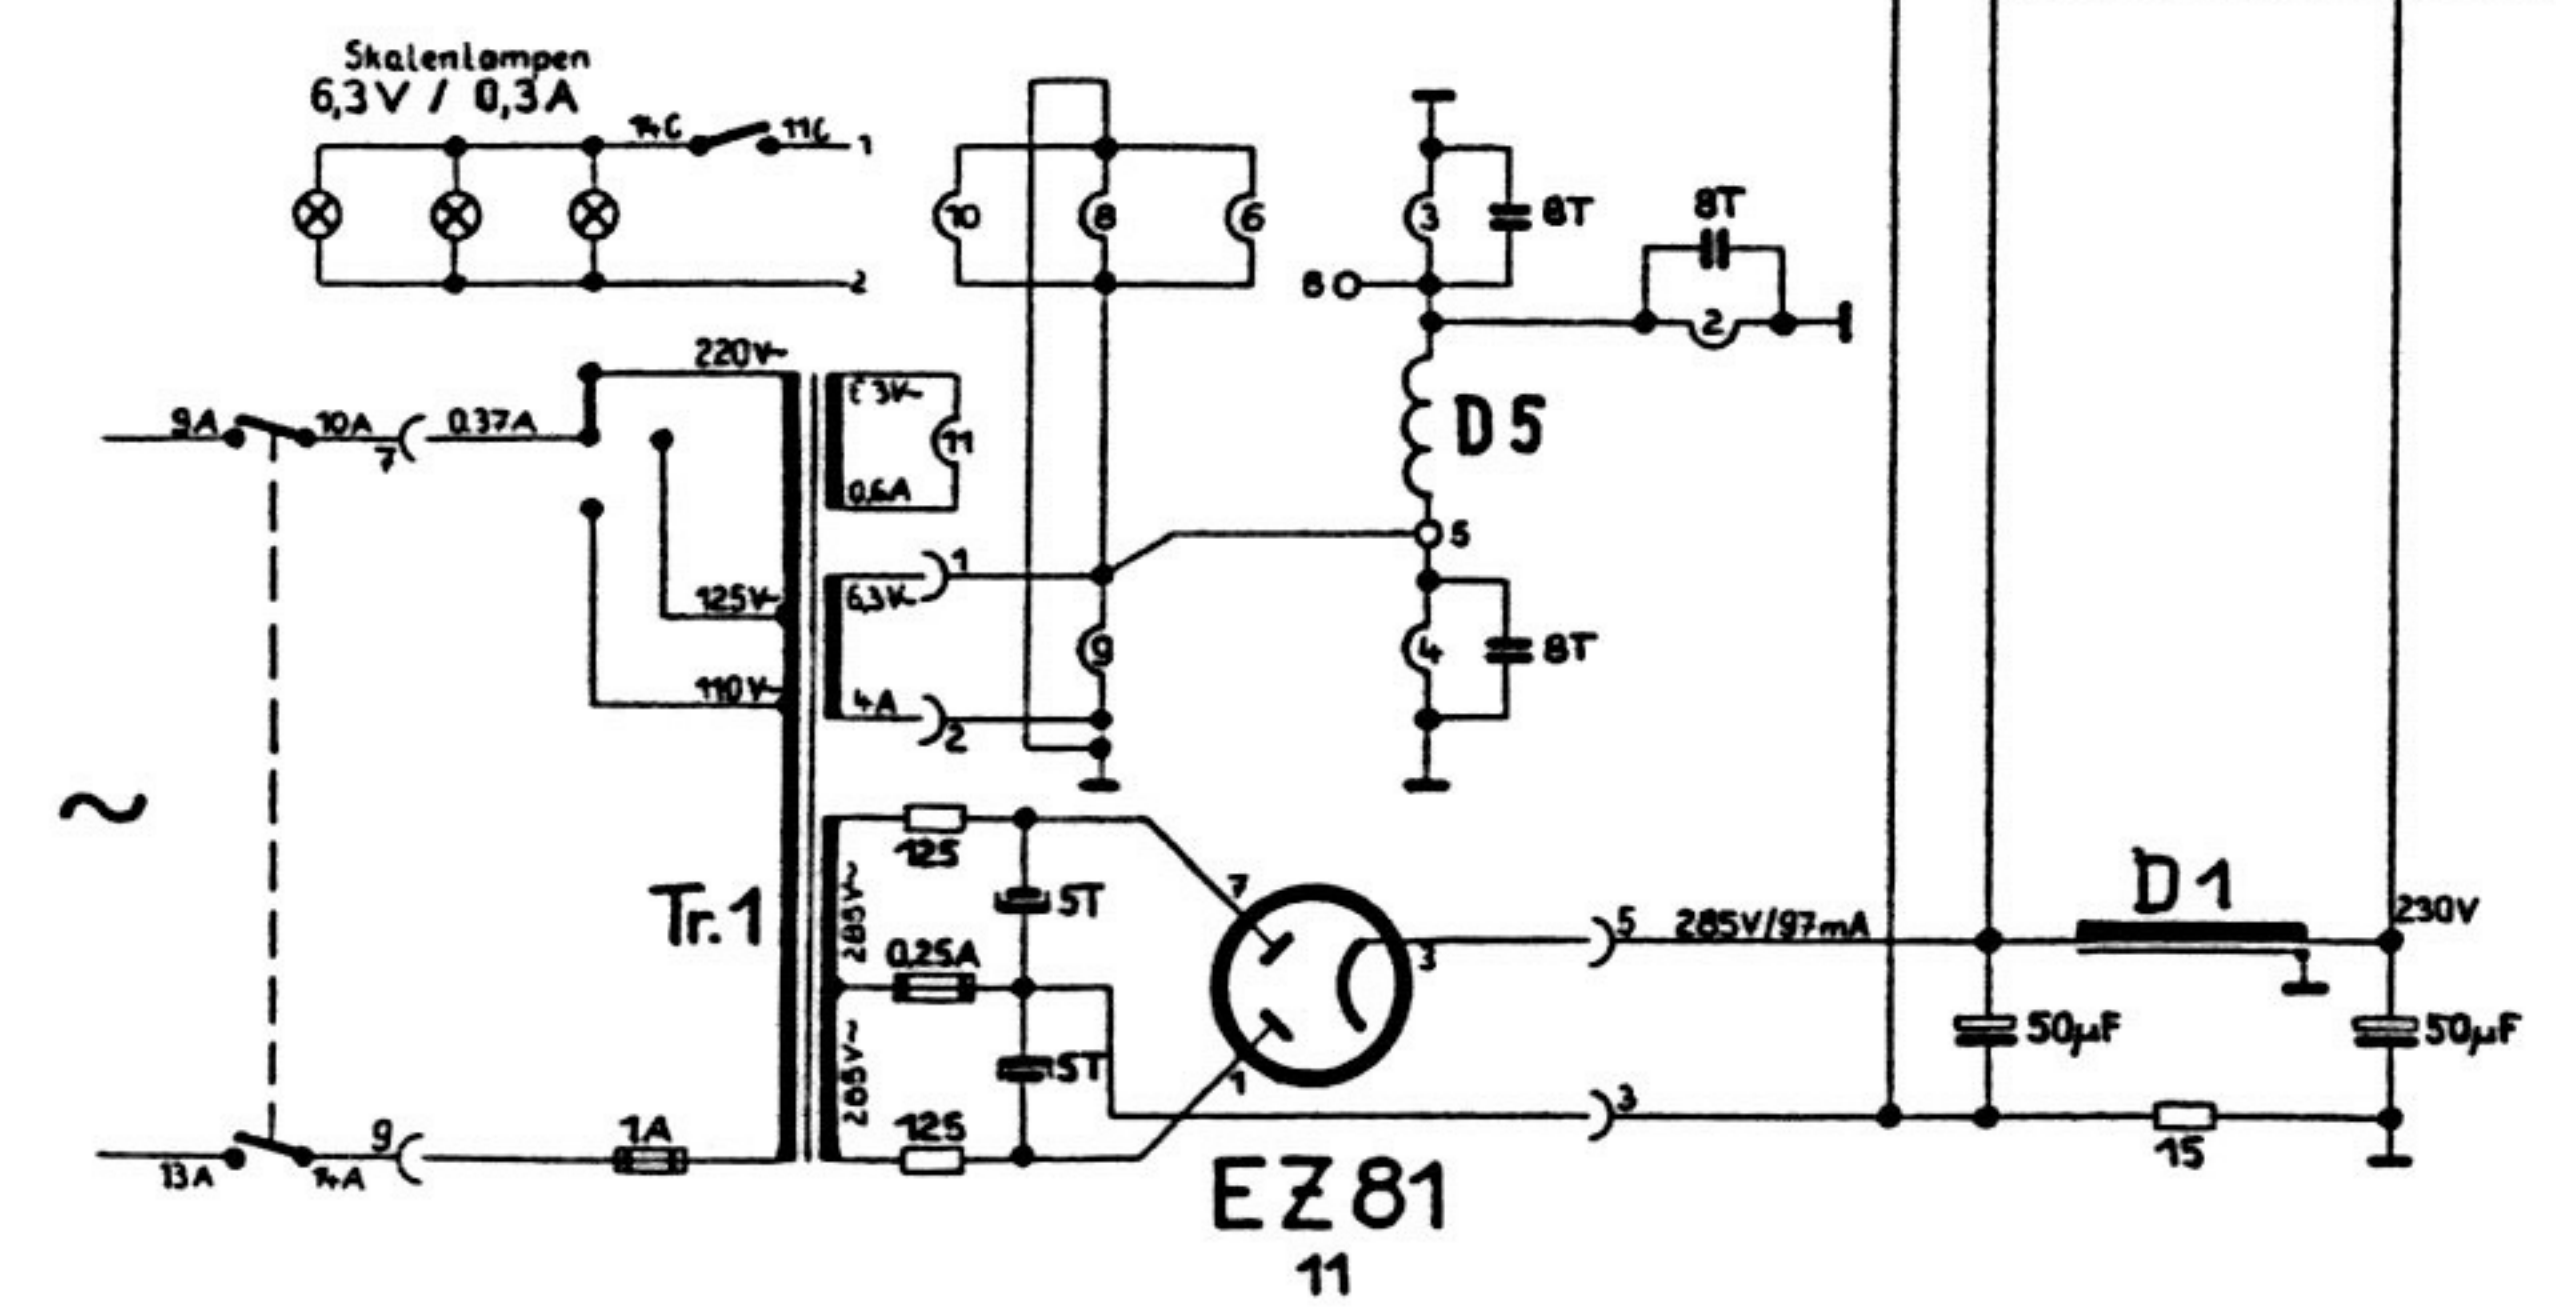 Skalenlampen
6,3V / 0,3A
14C
11C
1
2
10
8
6
3
8T
8T
6
2
220V~
9A
10A
7
0.37A
3V~
11
0,6A
D5
5
1
125V~
6,3V~
9
4
8T
110V~
4A
2
~
125
Tr.1
285V~
5T
7
0,25A
3
5
285V/97mA
D1
230V
50µF
50µF
285V~
5T
1
3
13A
14A
9
1A
125
15
EZ81
11